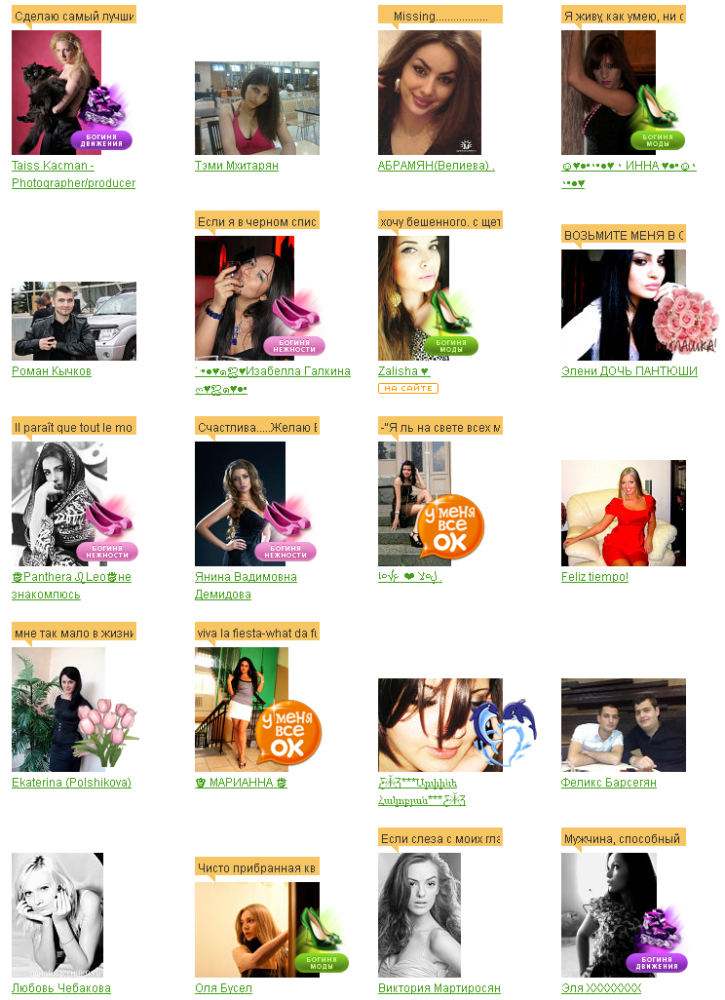 Сделаю самый лучши
Missing..................
Я живу, как умею, ни с
БОГИНЯ
ДВИЖЕНИЯ
БОГИНЯ
МОДЫ
Taiss Kacman -
Photographer/producer
Тэми Мхитарян
АБРАМЯН(Велиева) .
ИННА
Если я в черном спис
хочу бешенного. с щет
ВОЗЬМИТЕ МЕНЯ В С
БОГИНЯ
НЕЖНОСТИ
БОГИНЯ
МОДЫ
Роман Кычков
Изабелла Галкина
Zalisha ♥
Элени ДОЧЬ ПАНТЮШИ
НА САЙТЕ
Il paraît que tout le mo
Счастлива.....Желаю В
-"Я ль на свете всех м
БОГИНЯ
НЕЖНОСТИ
БОГИНЯ
НЕЖНОСТИ
У МЕНЯ
ВСЕ
ОК
Panthera Leo не
знакомлюсь
Янина Вадимовна
Демидова
Feliz tiempo!
мне так мало в жизни
viva la fiesta-what da fu
У МЕНЯ
ВСЕ
ОК
Ekaterina (Polshikova)
МАРИАННА
Ƹ̵̡Ӝ̵̨̄Ʒ***Արփինե
Հակոբյան***Ƹ̵̡Ӝ̵̨̄Ʒ
Феликс Барсегян
Чисто прибранная кв
Если слеза с моих гла
Мужчина, способный
БОГИНЯ
МОДЫ
БОГИНЯ
ДВИЖЕНИЯ
Любовь Чебакова
Оля Бусел
Виктория Мартиросян
Эля XXXXXXXX